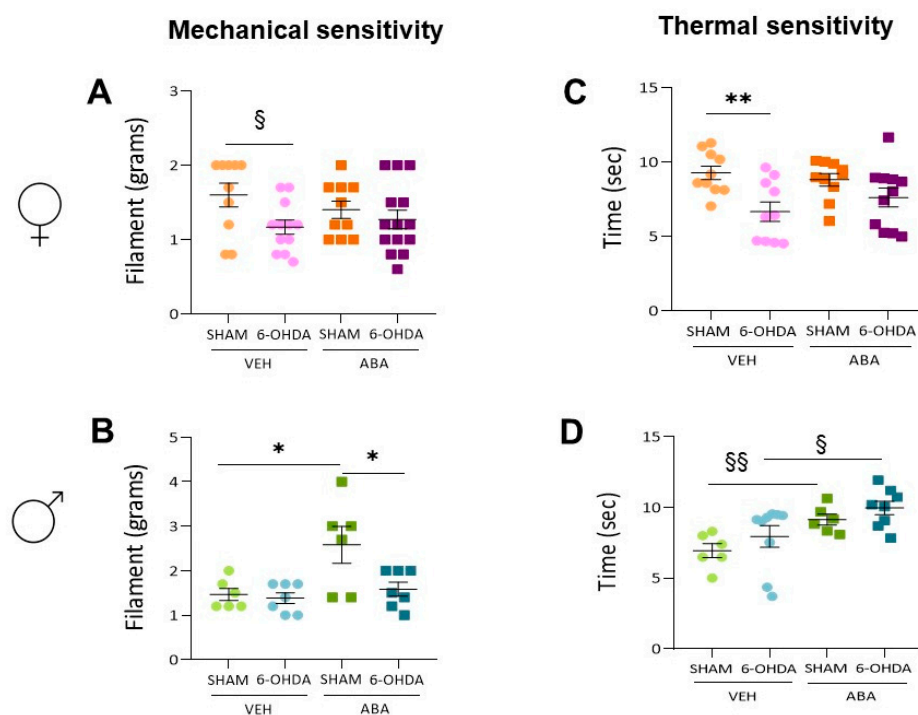 Mechanical sensitivity
Thermal sensitivity
A
3
2
1
0
Filament (grams)
§
SHAM 6-OHDA SHAM 6-OHDA
VEH ABA
C
15
10
5
0
Time (sec)
**
SHAM 6-OHDA SHAM 6-OHDA
VEH ABA
B
5
4
3
2
1
0
Filament (grams)
* *
SHAM 6-OHDA SHAM 6-OHDA
VEH ABA
D
15
10
5
0
Time (sec)
§§ §
SHAM 6-OHDA SHAM 6-OHDA
VEH ABA